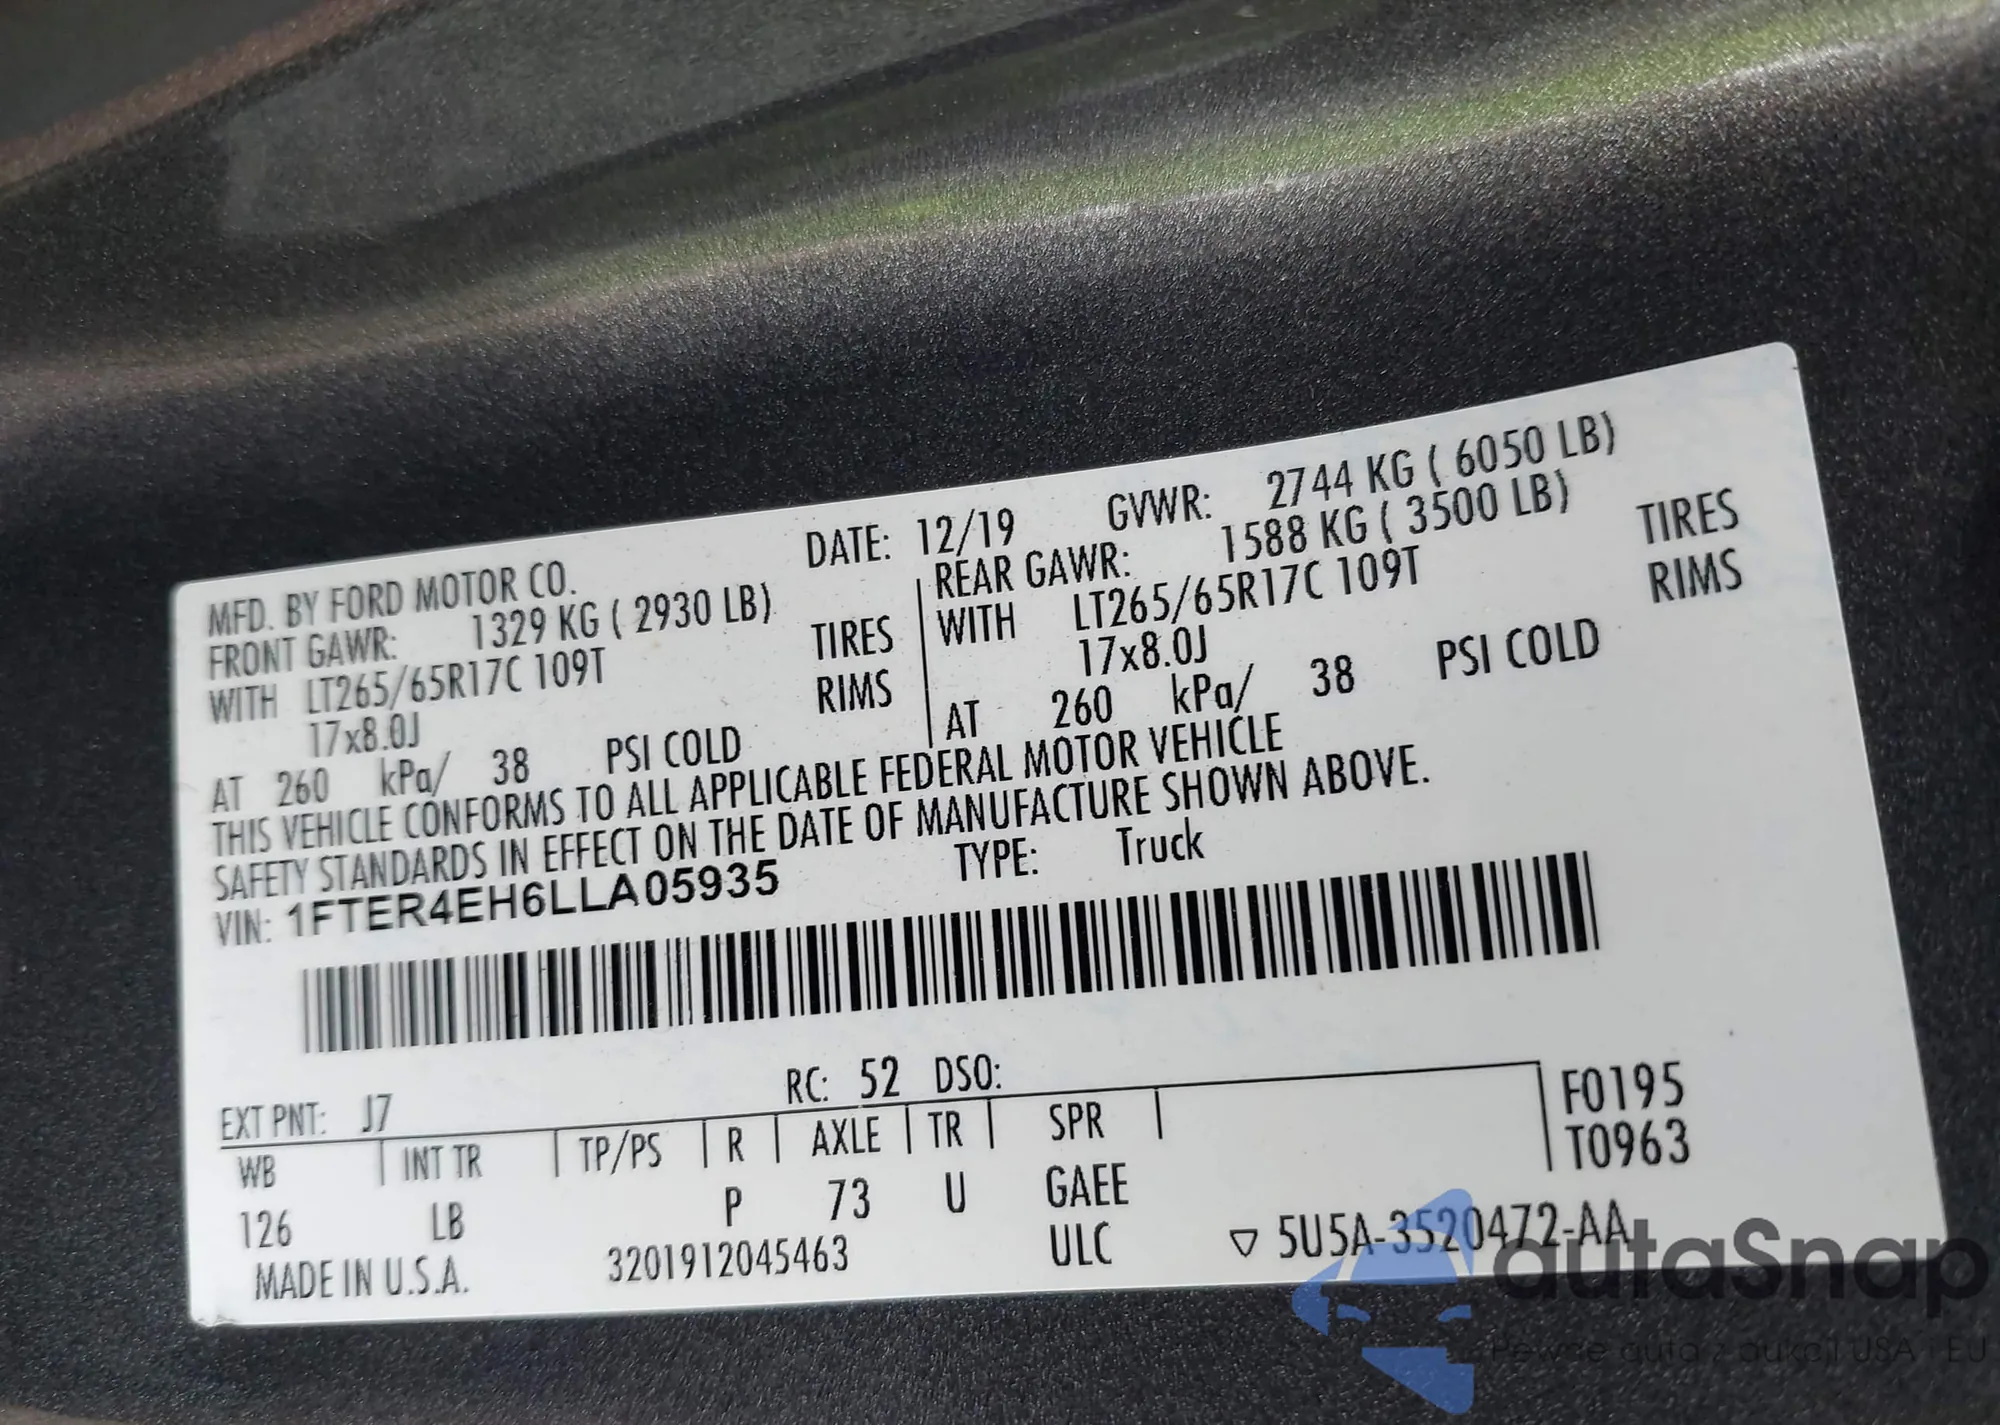 MFD. BY FORD MOTOR CO. DATE: 12/19 GVWR: 2744 KG ( 6050 LB)
FRONT GAWR: 1329 KG ( 2930 LB)
WITH LT265/65R17C 109T TIRES
17x8.0J RIMS
AT 260 kPa/ 38 PSI COLD
REAR GAWR: 1588 KG ( 3500 LB)
WITH LT265/65R17C 109T TIRES
17x8.0J RIMS
AT 260 kPa/ 38 PSI COLD
THIS VEHICLE CONFORMS TO ALL APPLICABLE FEDERAL MOTOR VEHICLE
SAFETY STANDARDS IN EFFECT ON THE DATE OF MANUFACTURE SHOWN ABOVE.
VIN: 1FTER4EH6LLA05935 TYPE: Truck
EXT PNT: J7 RC: 52 DSO:
WB INT TR TP/PS R AXLE TR SPR F0195
T0963
126 LB P 73 U GAEE
MADE IN U.S.A. 3201912045463 ULC ▽ 5U5A-3520472-AA
autaSnap
Pewne auta z aukcji USA i EU